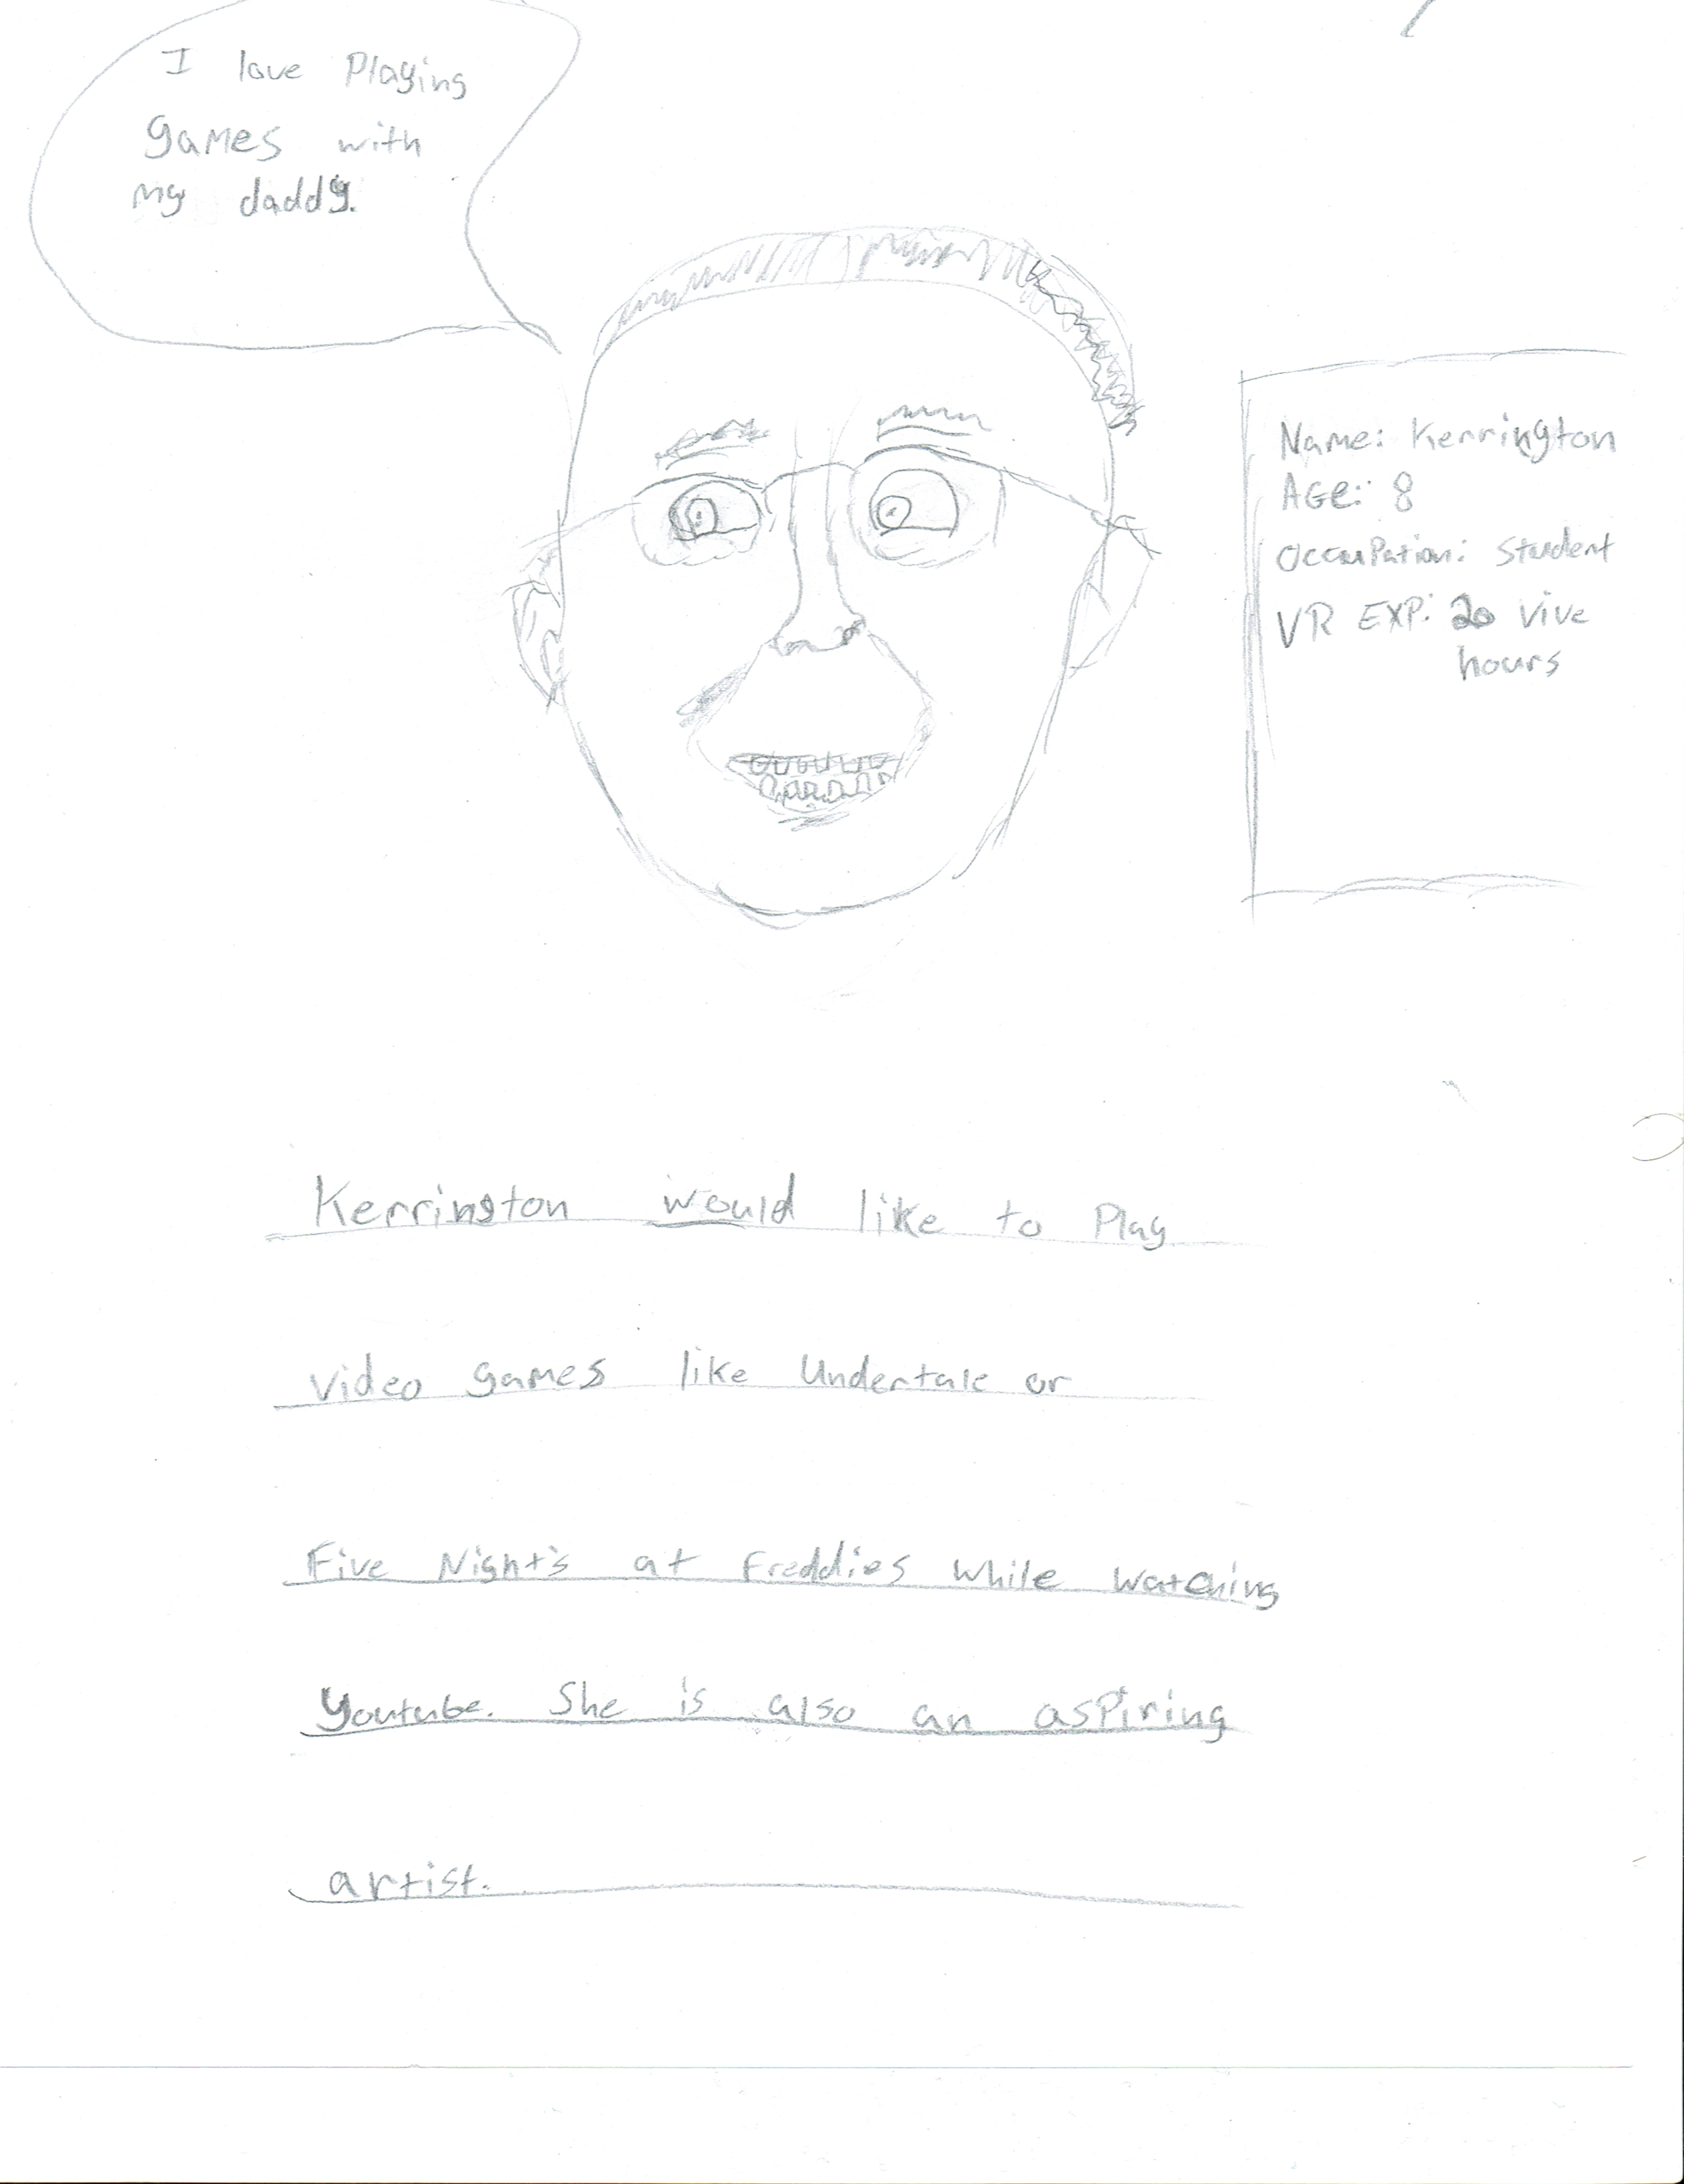 I love Playing
games with
my daddy.
Name: Kerrington
AGe: 8
OccuPation: Student
VR EXP: 20 Vive
hours
Kerrington would like to Play
video games like Undertale or
Five Night's at Freddies while watching
Youtube. She is also an asPiring
artist.